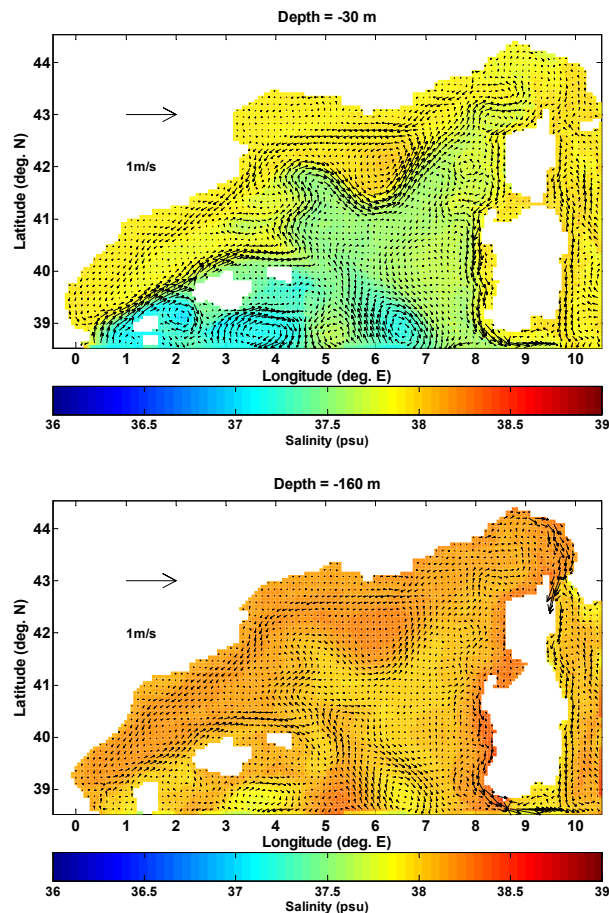 Depth = -30 m
44
43
42
41
40
39
Latitude (deg. N)
1m/s
0 1 2 3 4 5 6 7 8 9 10
Longitude (deg. E)
36 36.5 37 37.5 38 38.5 39
Salinity (psu)
Depth = -160 m
44
43
42
41
40
39
Latitude (deg. N)
1m/s
0 1 2 3 4 5 6 7 8 9 10
Longitude (deg. E)
36 36.5 37 37.5 38 38.5 39
Salinity (psu)